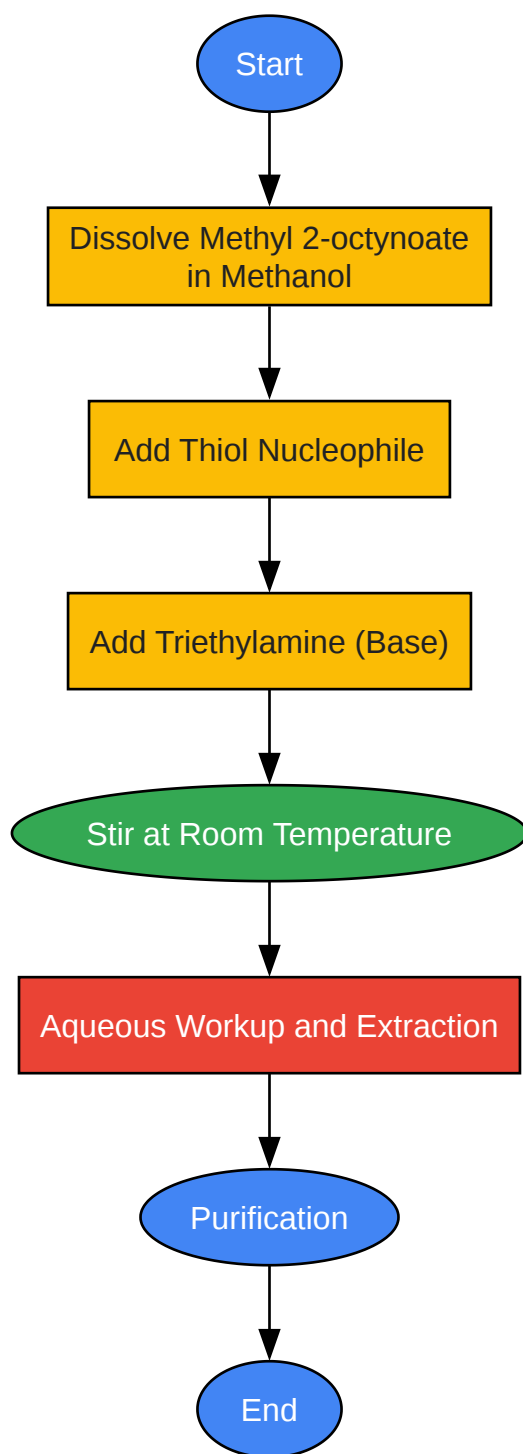 Start
Dissolve Methyl 2-octynoate
in Methanol
Add Thiol Nucleophile
Add Triethylamine (Base)
Stir at Room Temperature
Aqueous Workup and Extraction
Purification
End